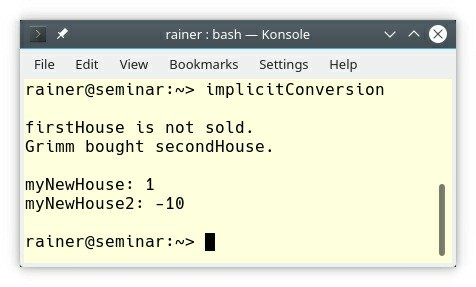 rainer : bash — Konsole
File Edit View Bookmarks Settings Help
rainer@seminar:~> implicitConversion
firstHouse is not sold.
Grimm bought secondHouse.
myNewHouse: 1
myNewHouse2: -10
rainer@seminar:~>